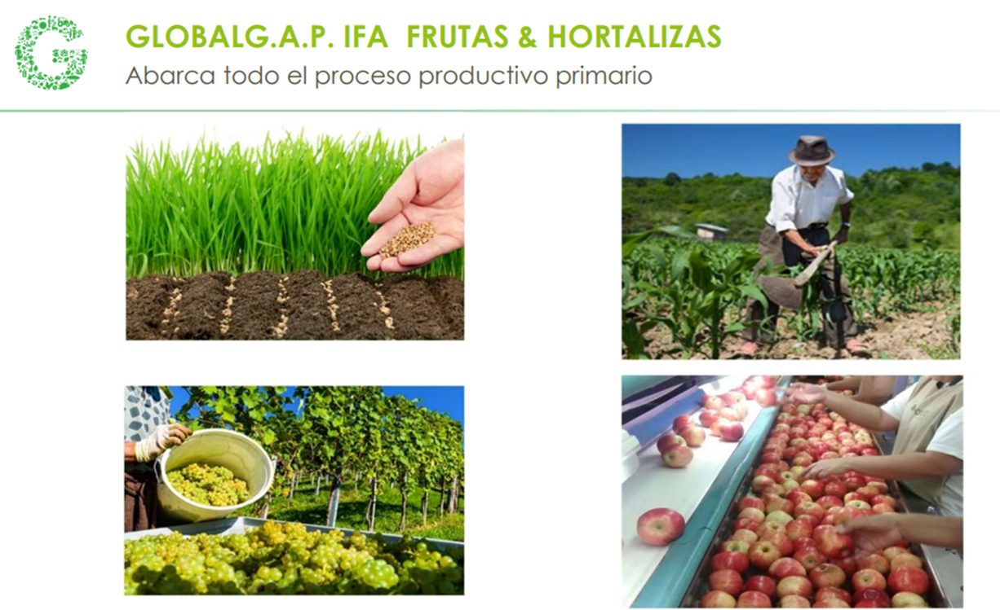 GLOBALG.A.P. IFA FRUTAS & HORTALIZAS
Abarca todo el proceso productivo primario